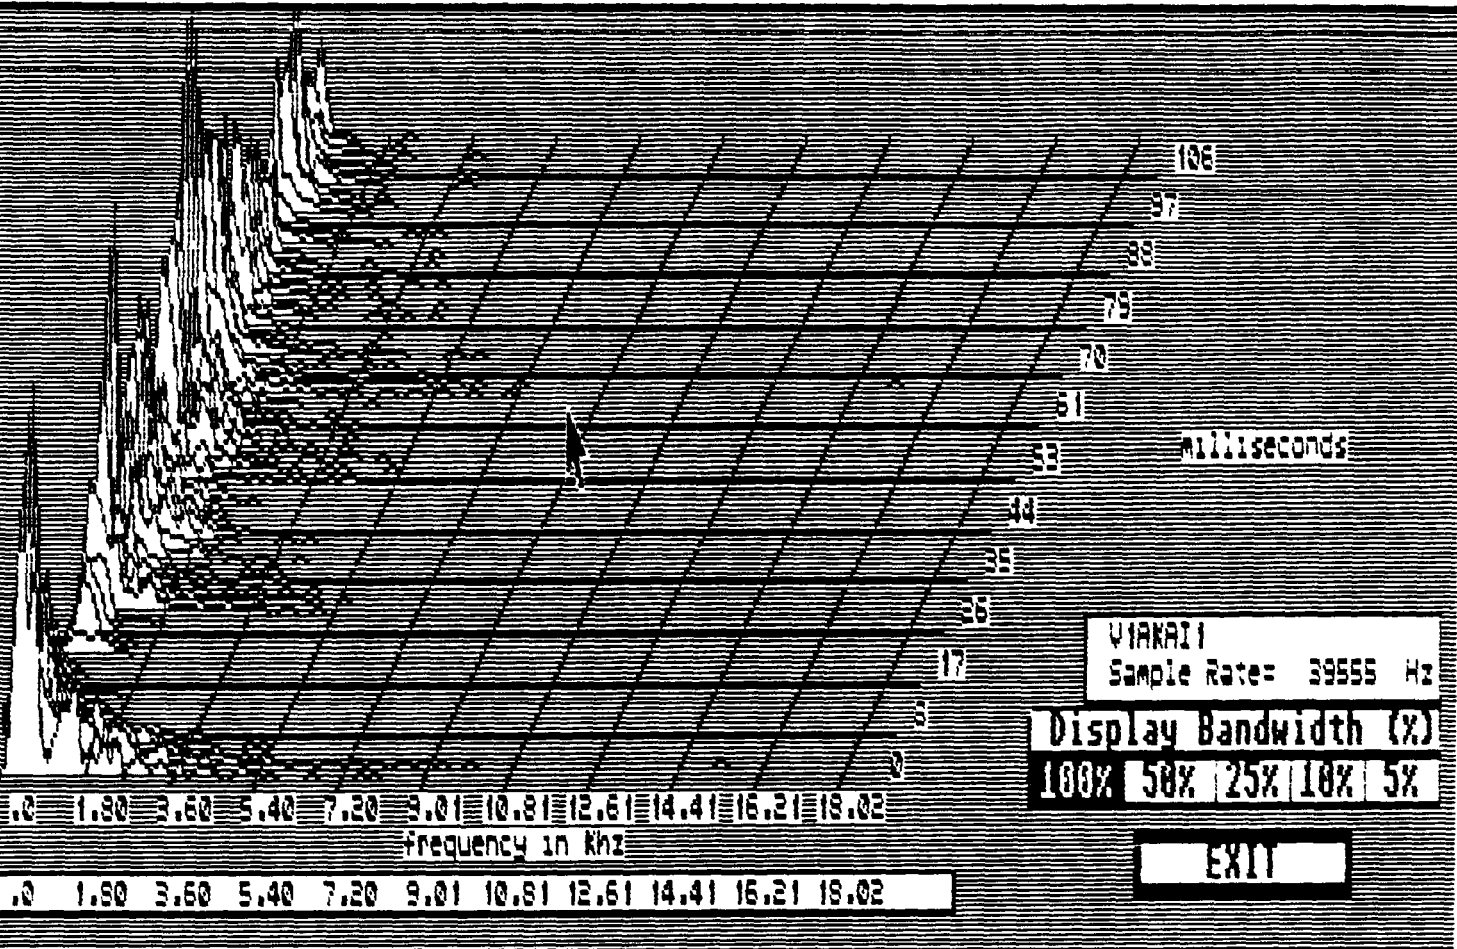 108
97
88
79
70
61
53
milliseconds
44
35
26
17
8
0
V1AKAI1
Sample Rate= 39555 Hz
Display Bandwidth (%)
100% 50% 25% 10% 5%
.0 1.80 3.60 5.40 7.20 9.01 10.81 12.61 14.41 16.21 18.02
frequency in Khz
EXIT
.0 1.80 3.60 5.40 7.20 9.01 10.81 12.61 14.41 16.21 18.02